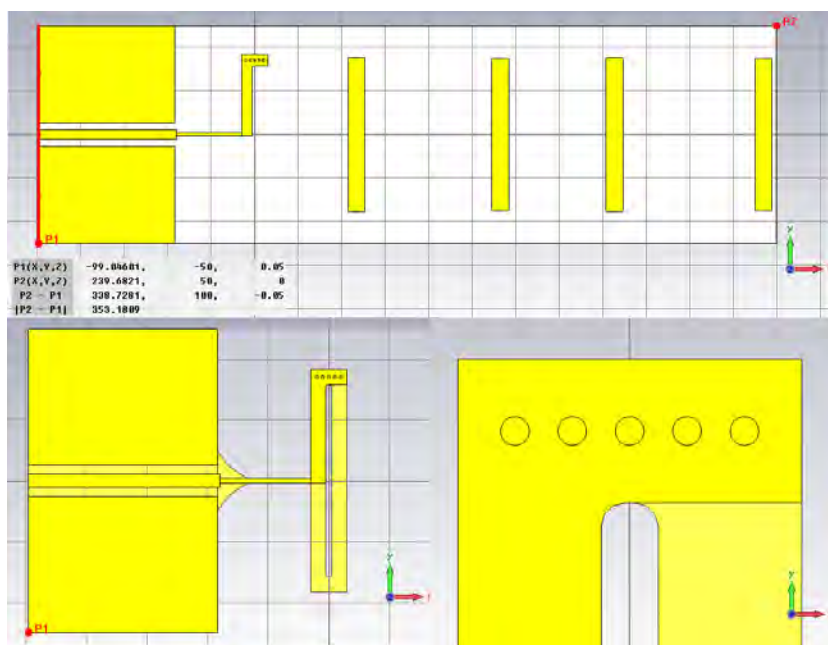 P2
P1
P1(X,Y,Z) -99.04601, -50, 0.05
P2(X,Y,Z) 239.6821, 50, 0
P2 - P1 338.7281, 100, -0.05
|P2 - P1| 353.1809
y
y
y
P1